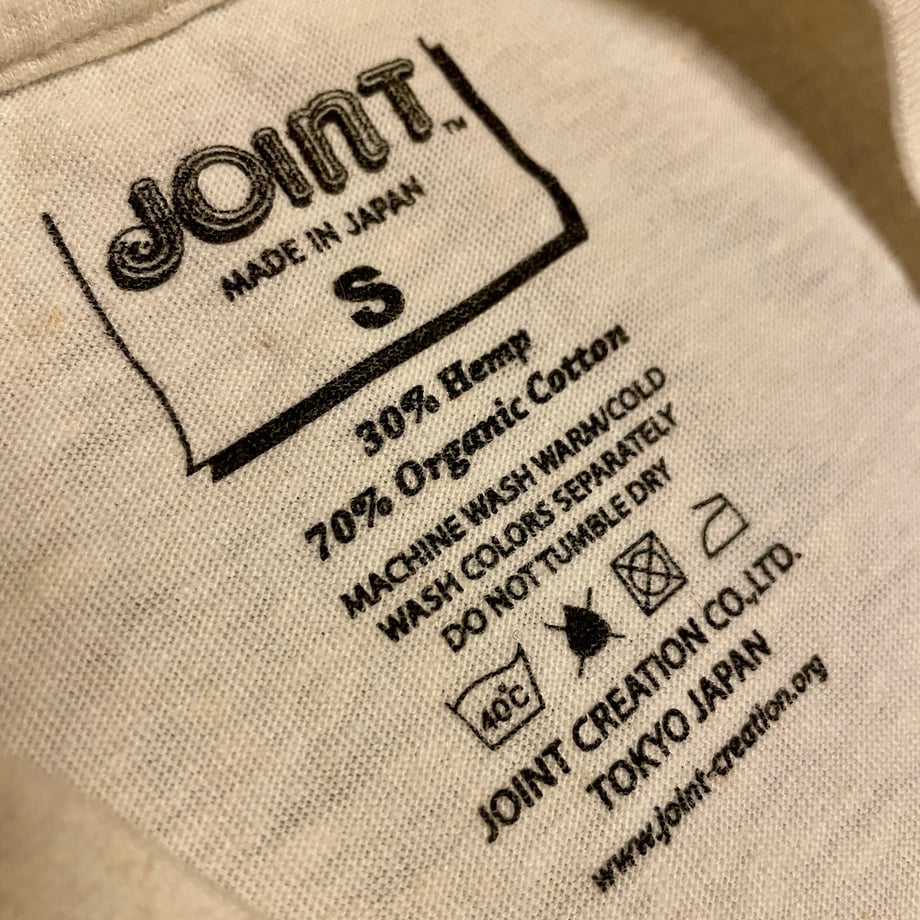 JOINT™
MADE IN JAPAN
S
30% Hemp
70% Organic Cotton
MACHINE WASH WARM/COLD
WASH COLORS SEPARATELY
DO NOT TUMBLE DRY
40°C
JOINT CREATION CO.,LTD.
TOKYO JAPAN
www.joint-creation.org